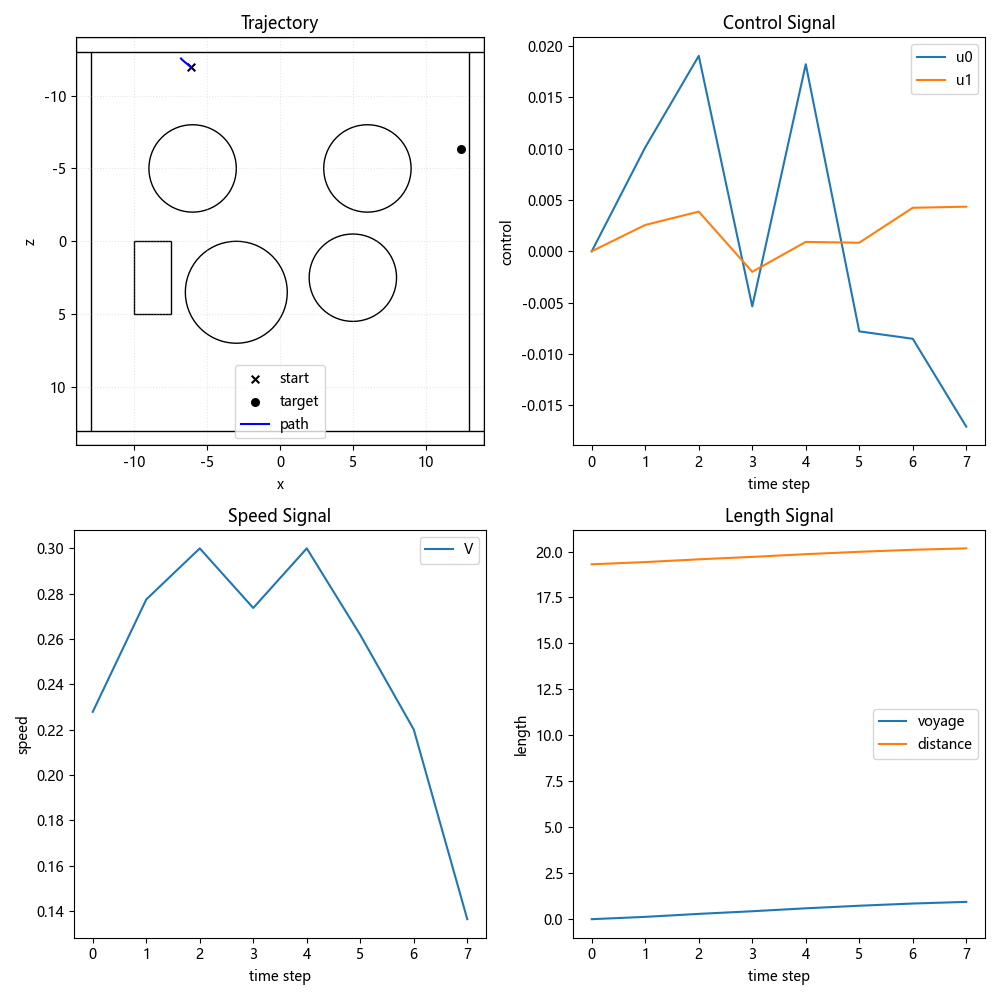 Trajectory
-10
-5
0
5
10
z
-10 -5 0 5 10
x
start
target
path
Control Signal
0.020
0.015
0.010
0.005
0.000
-0.005
-0.010
-0.015
control
0 1 2 3 4 5 6 7
time step
u0
u1
Speed Signal
0.30
0.28
0.26
0.24
0.22
0.20
0.18
0.16
0.14
speed
0 1 2 3 4 5 6 7
time step
V
Length Signal
20.0
17.5
15.0
12.5
10.0
7.5
5.0
2.5
0.0
length
0 1 2 3 4 5 6 7
time step
voyage
distance